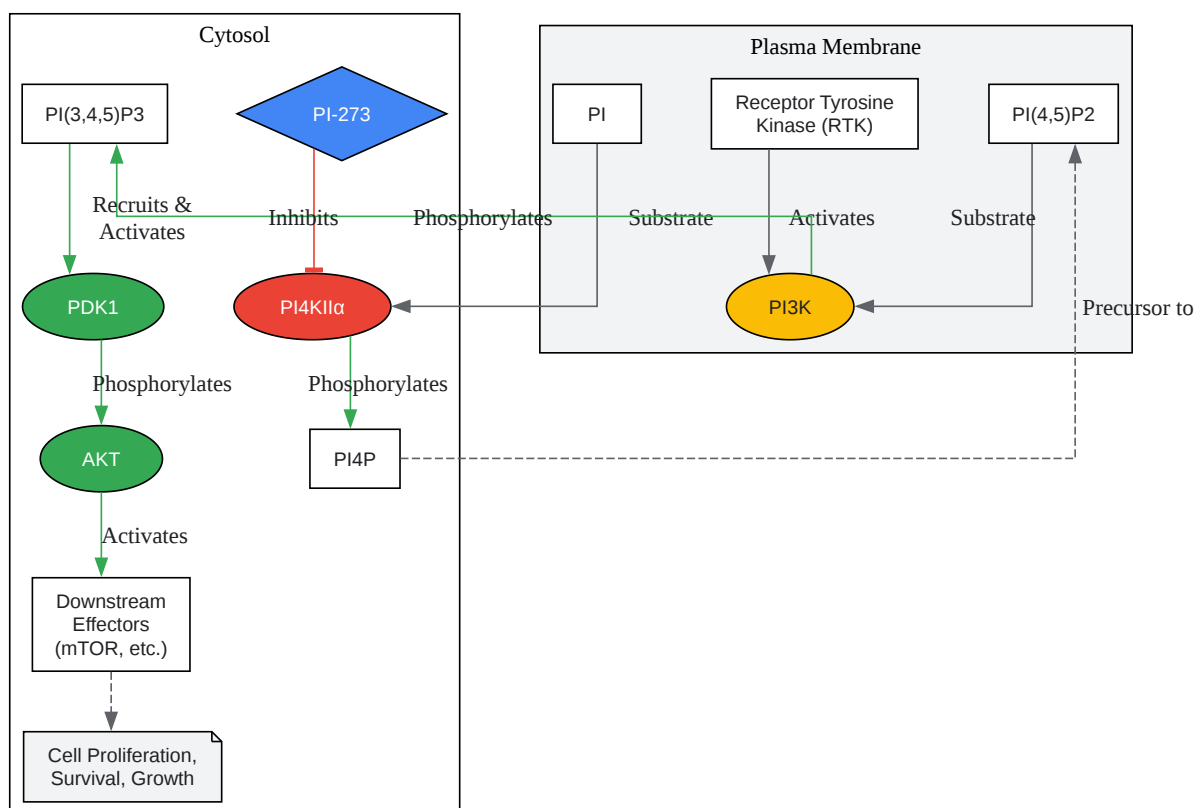 Cytosol
Plasma Membrane
PI(3,4,5)P3
PI-273
PI
Receptor Tyrosine
Kinase (RTK)
PI(4,5)P2
Recruits &
Activates
Inhibits
Phosphorylates
Substrate
Activates
Substrate
PDK1
PI4KIIα
PI3K
Precursor to
Phosphorylates
Phosphorylates
AKT
PI4P
Activates
Downstream
Effectors
(mTOR, etc.)
Cell Proliferation,
Survival, Growth